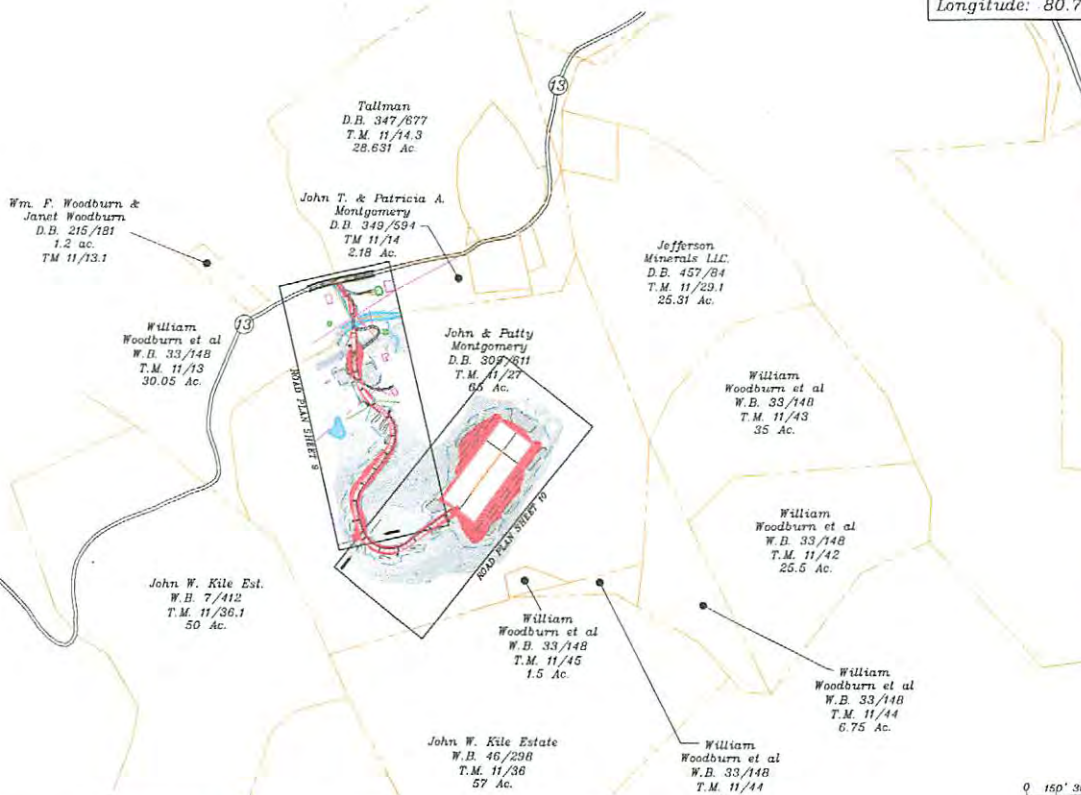 Longitude: 80.7
13
Tallman
D.B. 347/677
T.M. 11/14.3
28.631 Ac.
Wm. F. Woodburn &
Janet Woodburn
D.B. 215/181
1.2 ac.
TM 11/13.1
John T. & Patricia A.
Montgomery
D.B. 349/594
TM 11/14
2.18 Ac.
Jefferson
Minerals LLC.
D.B. 457/84
T.M. 11/29.1
25.31 Ac.
13
William
Woodburn et al
W.B. 33/148
T.M. 11/13
30.05 Ac.
John & Patty
Montgomery
D.B. 309/611
T.M. 11/27
65 Ac.
ROAD PLAN SHEET 9
William
Woodburn et al
W.B. 33/148
T.M. 11/43
35 Ac.
ROAD PLAN SHEET 10
William
Woodburn et al
W.B. 33/148
T.M. 11/42
25.5 Ac.
John W. Kile Est.
W.B. 7/412
T.M. 11/36.1
50 Ac.
William
Woodburn et al
W.B. 33/148
T.M. 11/45
1.5 Ac.
William
Woodburn et al
W.B. 33/148
T.M. 11/44
6.75 Ac.
John W. Kile Estate
W.B. 46/298
T.M. 11/36
57 Ac.
William
Woodburn et al
W.B. 33/148
T.M. 11/44
0 150'